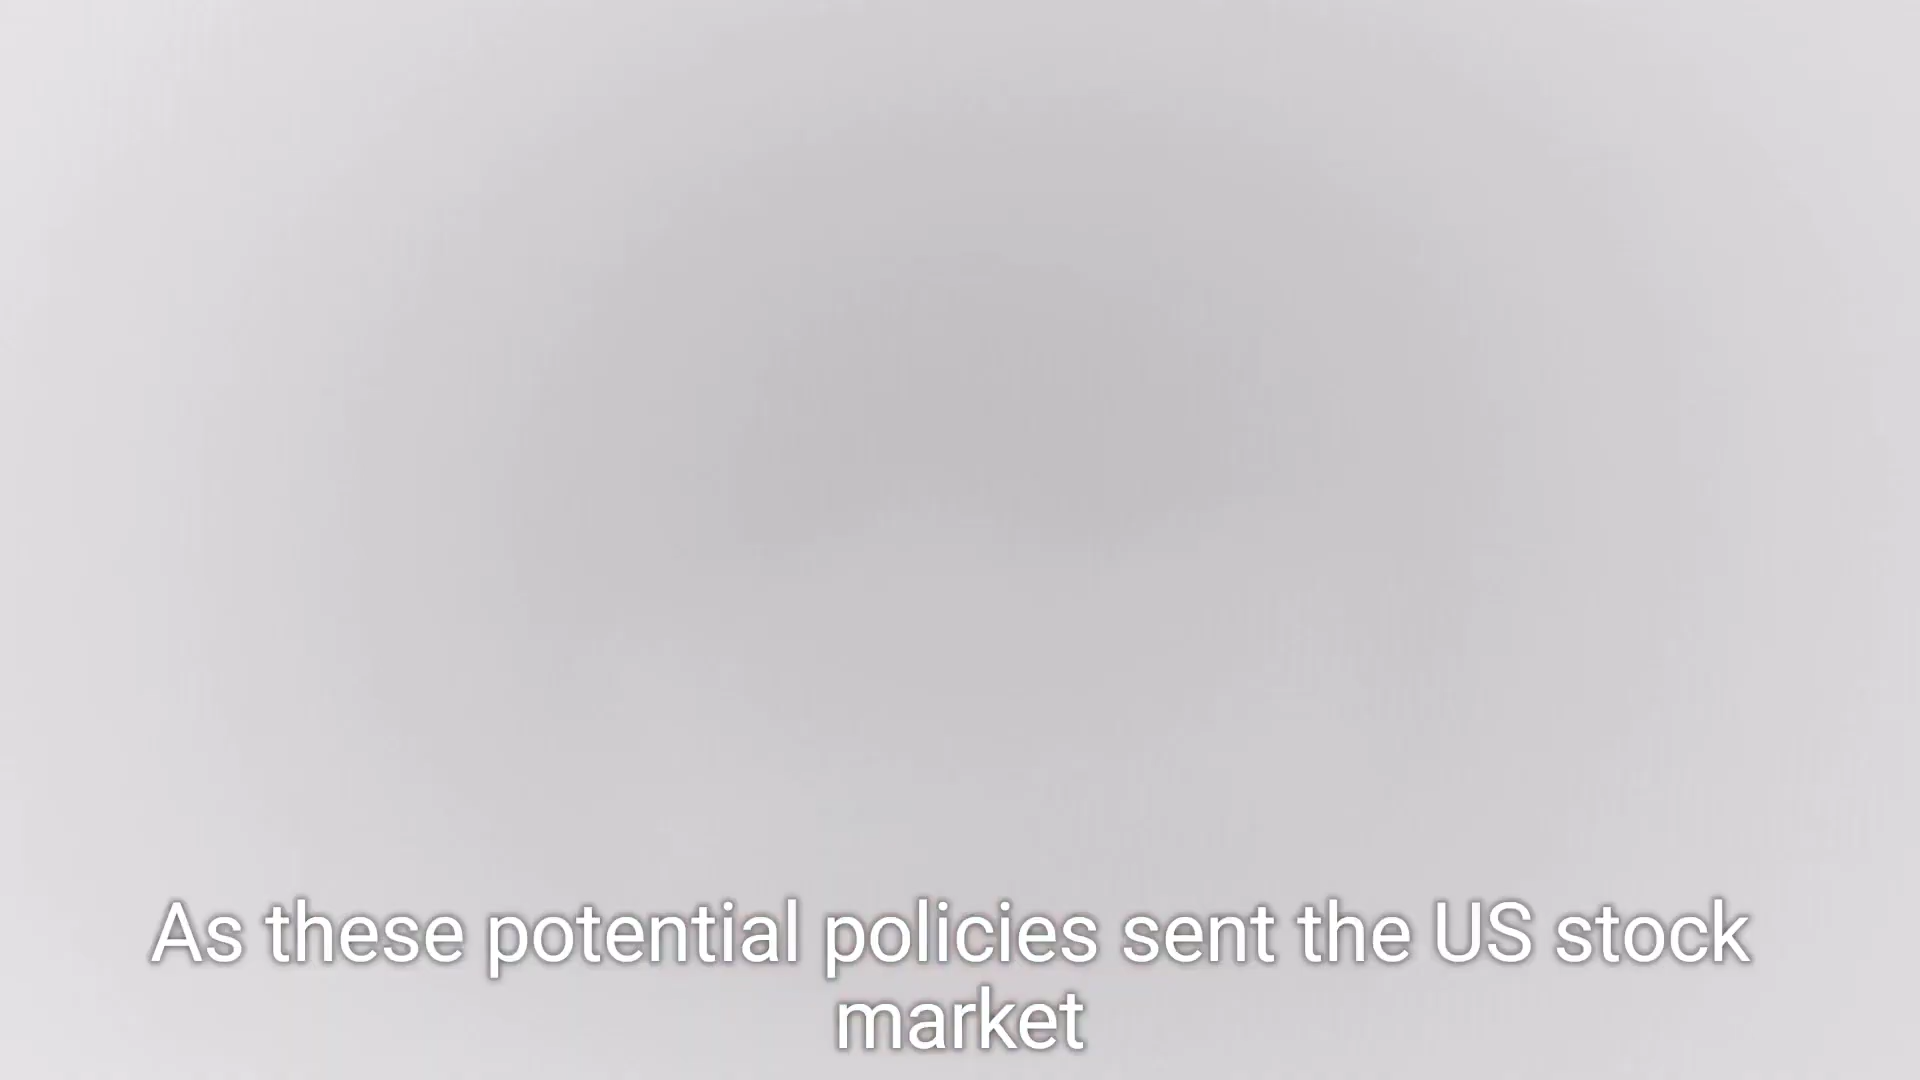 As these potential policies sent the US stock
market